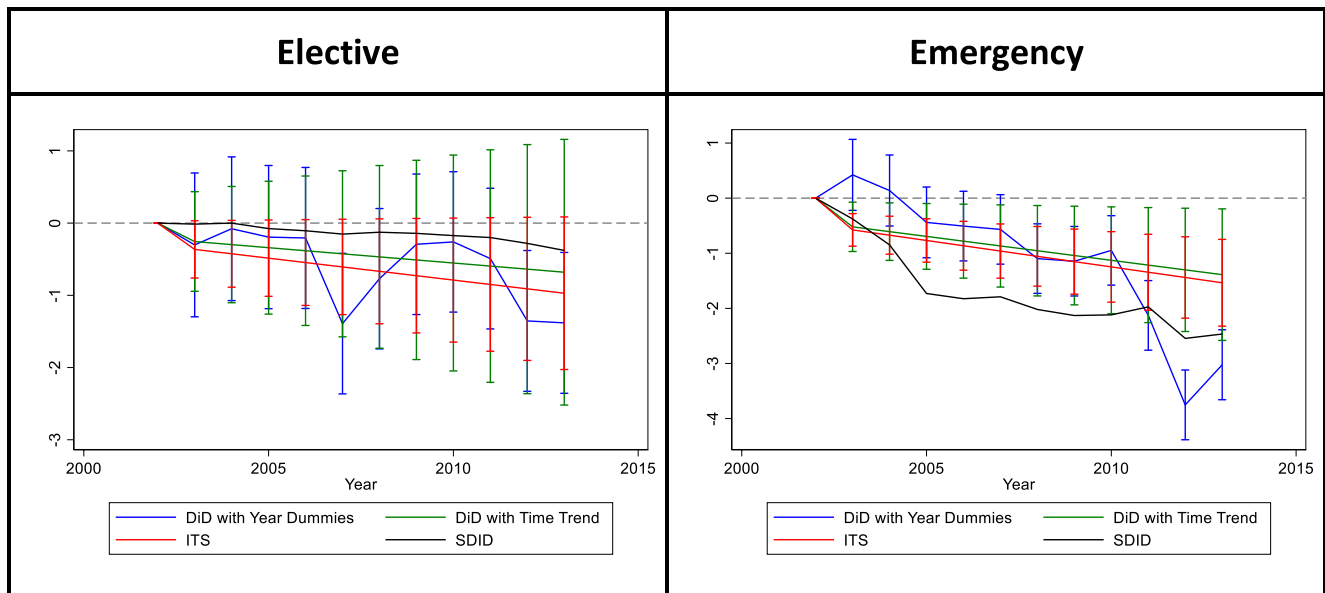 Elective
Emergency
1
0
-1
-2
-3
2000
2005
2010
2015
Year
DiD with Year Dummies
DiD with Time Trend
ITS
SDID
1
0
-1
-2
-3
-4
2000
2005
2010
2015
Year
DiD with Year Dummies
DiD with Time Trend
ITS
SDID